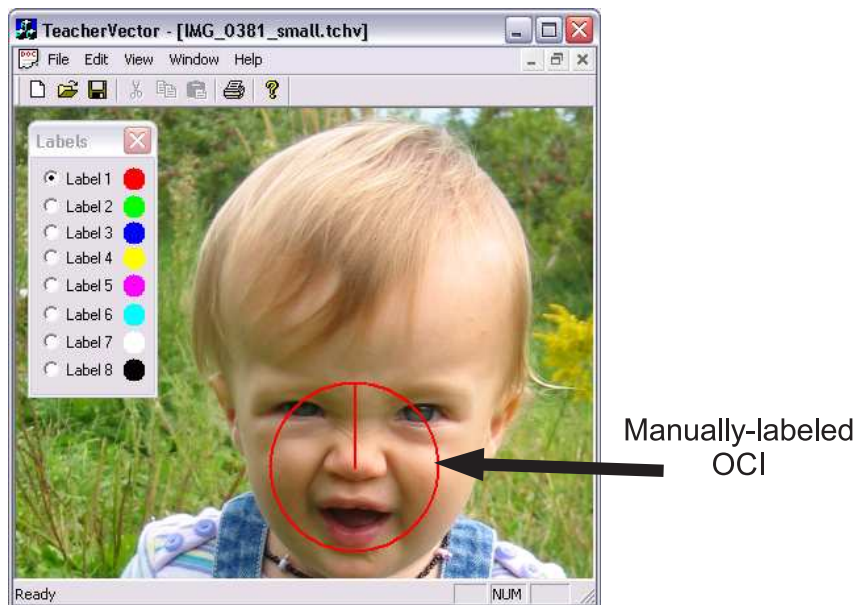 TeacherVector - [IMG_0381_small.tchv]
File Edit View Window Help
Labels
Label 1
Label 2
Label 3
Label 4
Label 5
Label 6
Label 7
Label 8
Manually-labeled
OCI
Ready NUM